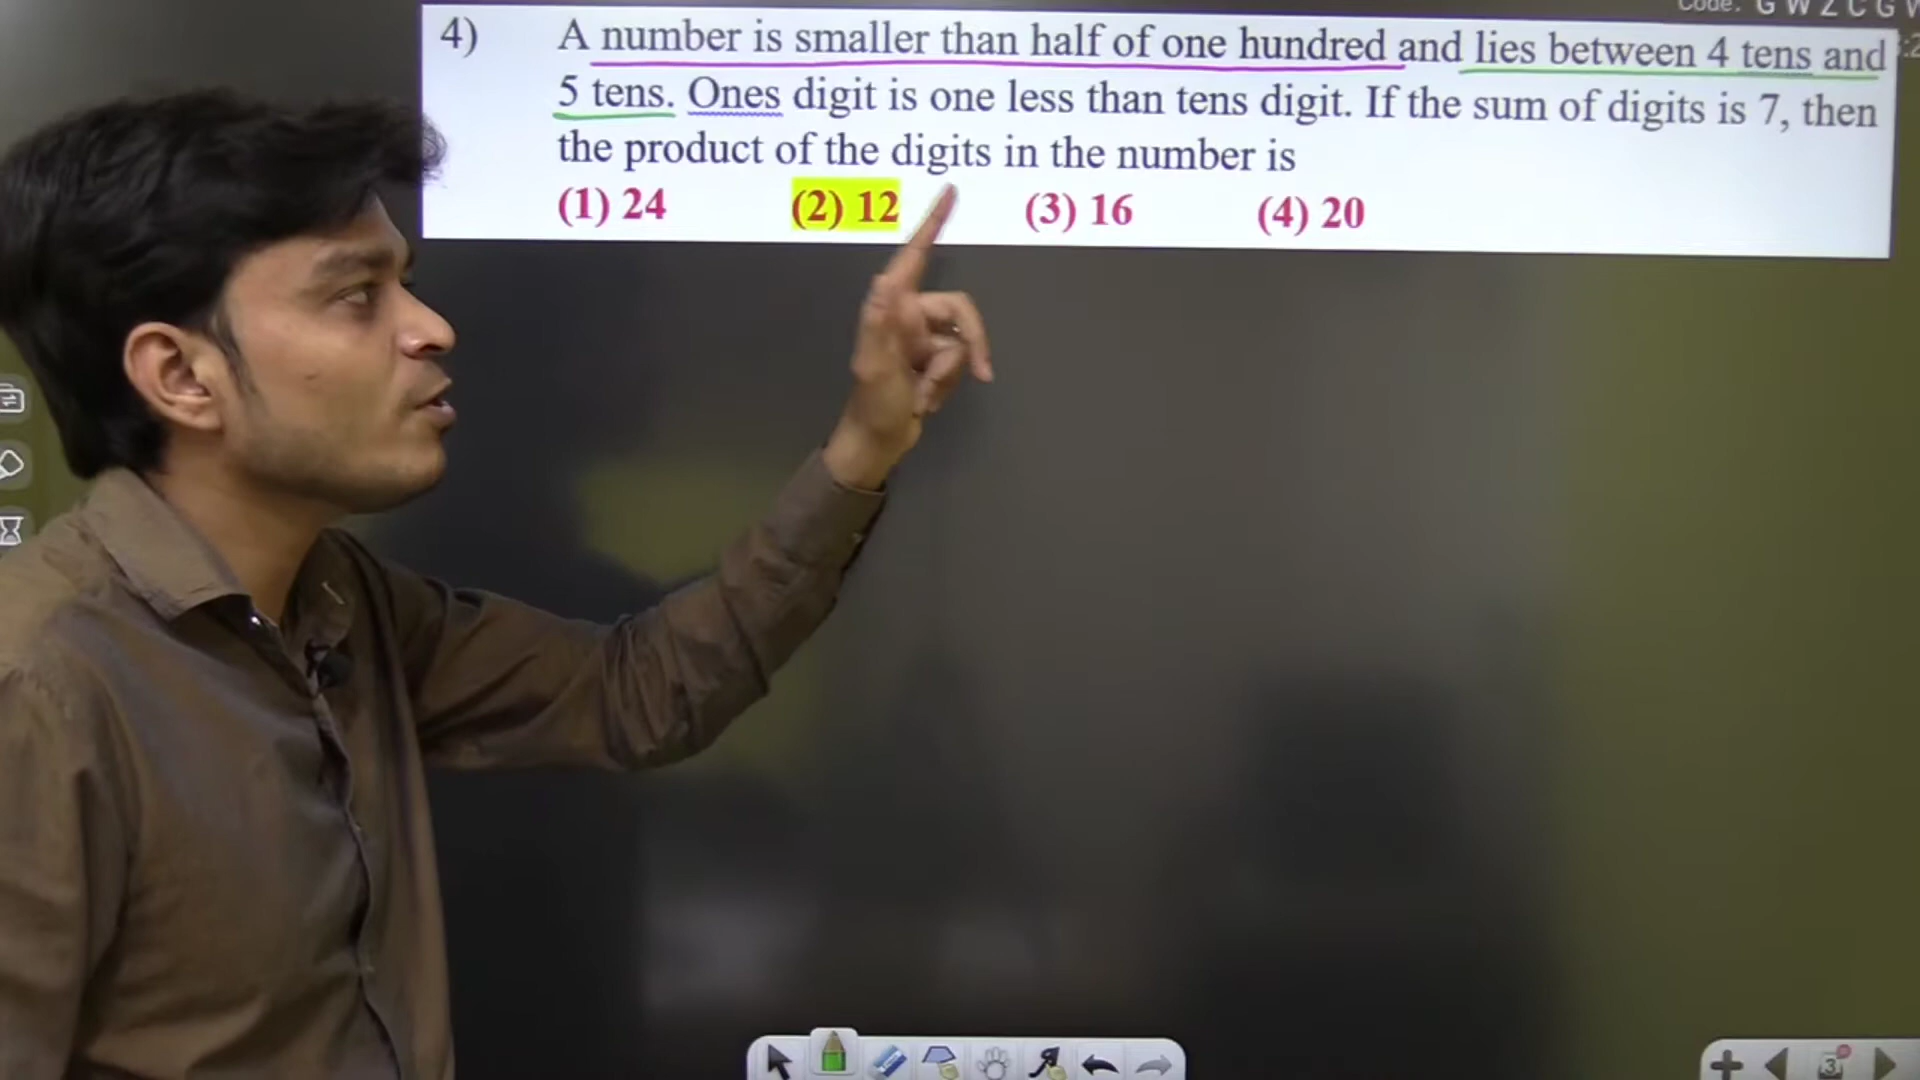 Code: G W Z C G
4) A number is smaller than half of one hundred and lies between 4 tens and
5 tens. Ones digit is one less than tens digit. If the sum of digits is 7, then
the product of the digits in the number is
(1) 24 (2) 12 (3) 16 (4) 20
3